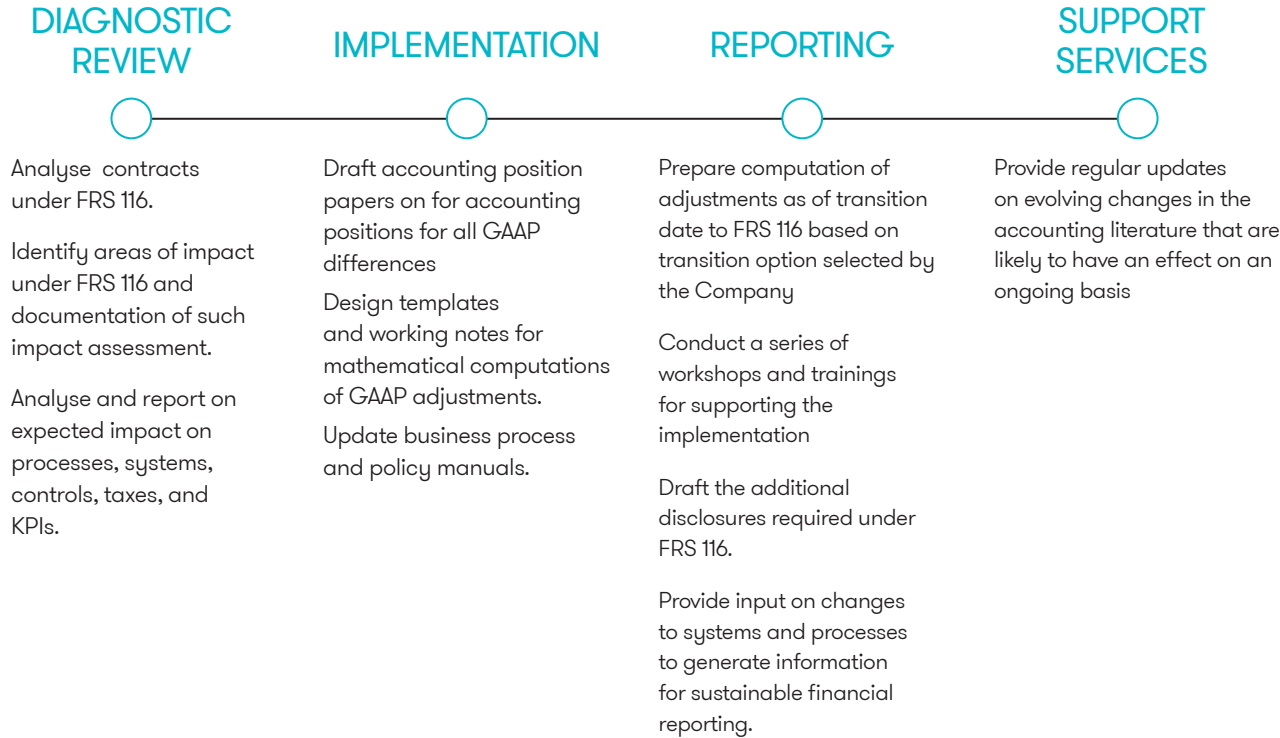 DIAGNOSTIC
REVIEW
IMPLEMENTATION
REPORTING
SUPPORT
SERVICES
Analyse contracts
under FRS 116.
Identify areas of impact
under FRS 116 and
documentation of such
impact assessment.
Analyse and report on
expected impact on
processes, systems,
controls, taxes, and
KPIs.
Draft accounting position
papers on for accounting
positions for all GAAP
differences
Design templates
and working notes for
mathematical computations
of GAAP adjustments.
Update business process
and policy manuals.
Prepare computation of
adjustments as of transition
date to FRS 116 based on
transition option selected by
the Company
Conduct a series of
workshops and trainings
for supporting the
implementation
Draft the additional
disclosures required under
FRS 116.
Provide input on changes
to systems and processes
to generate information
for sustainable financial
reporting.
Provide regular updates
on evolving changes in the
accounting literature that are
likely to have an effect on an
ongoing basis